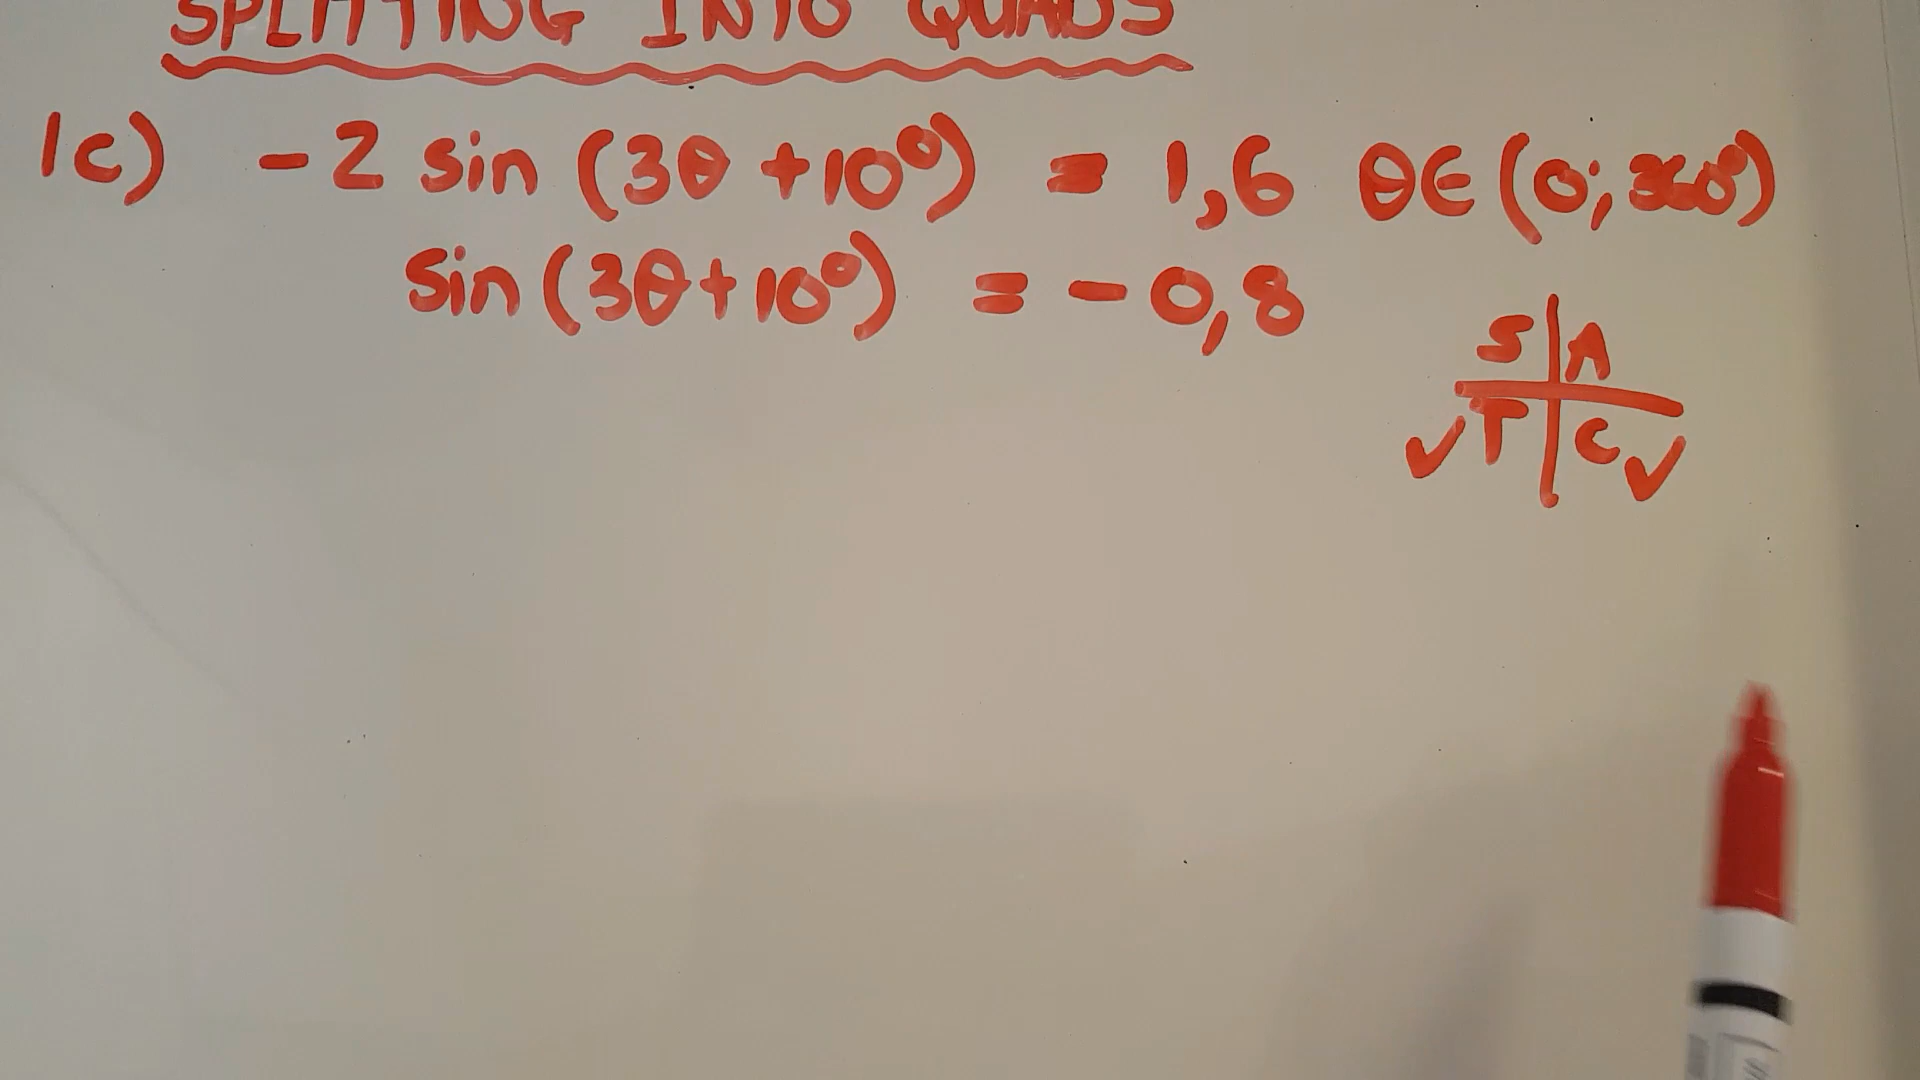 SPLITTING INTO QUADS
1c) -2 sin (3θ +10°) = 1,6 θ∈(0; 360°)
sin (3θ+10°) = -0,8
S A
✓T C✓